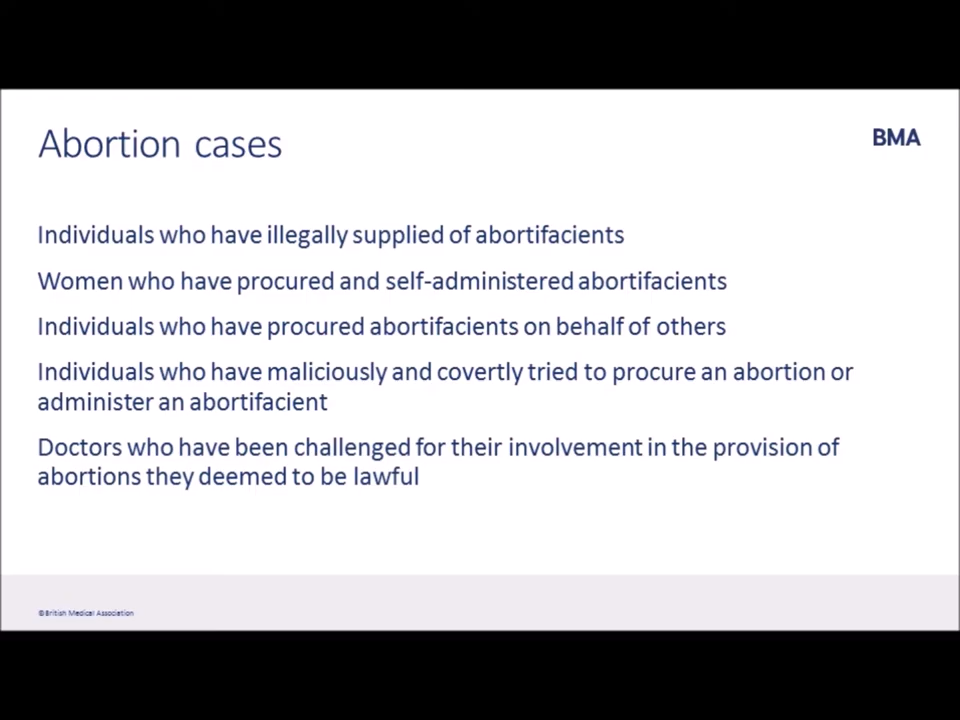 Abortion cases
BMA
Individuals who have illegally supplied of abortifacients
Women who have procured and self-administered abortifacients
Individuals who have procured abortifacients on behalf of others
Individuals who have maliciously and covertly tried to procure an abortion or
administer an abortifacient
Doctors who have been challenged for their involvement in the provision of
abortions they deemed to be lawful
©British Medical Association